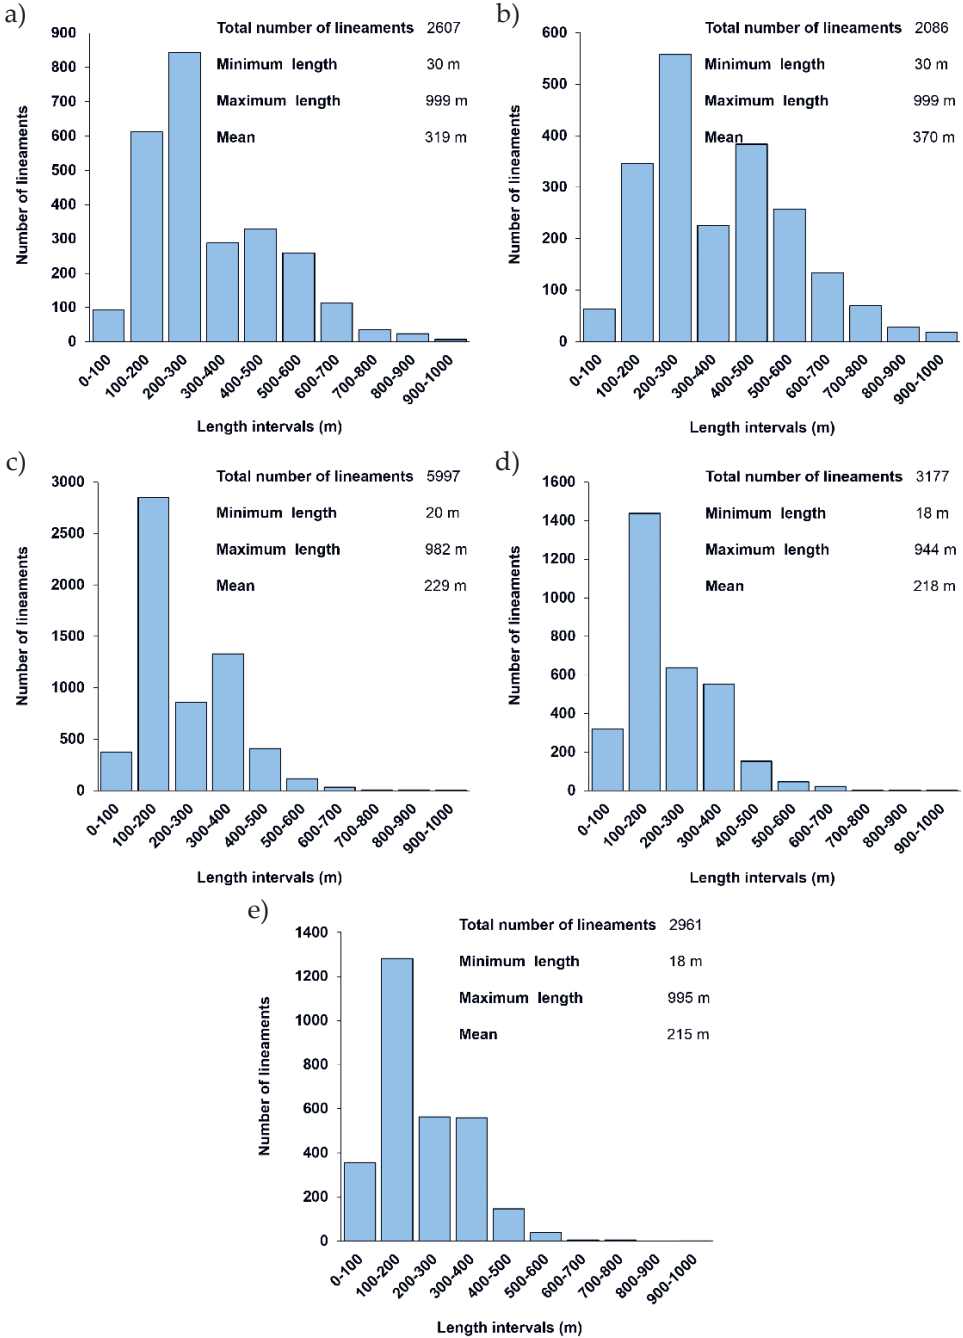 a)
Total number of lineaments 2607
Minimum length 30 m
Maximum length 999 m
Mean 319 m
Number of lineaments
900
800
700
600
500
400
300
200
100
0
0-100 100-200 200-300 300-400 400-500 500-600 600-700 700-800 800-900 900-1000
Length intervals (m)
b)
Total number of lineaments 2086
Minimum length 30 m
Maximum length 999 m
Mean 370 m
Number of lineaments
600
500
400
300
200
100
0
0-100 100-200 200-300 300-400 400-500 500-600 600-700 700-800 800-900 900-1000
Length intervals (m)
c)
Total number of lineaments 5997
Minimum length 20 m
Maximum length 982 m
Mean 229 m
Number of lineaments
3000
2500
2000
1500
1000
500
0
0-100 100-200 200-300 300-400 400-500 500-600 600-700 700-800 800-900 900-1000
Length intervals (m)
d)
Total number of lineaments 3177
Minimum length 18 m
Maximum length 944 m
Mean 218 m
Number of lineaments
1600
1400
1200
1000
800
600
400
200
0
0-100 100-200 200-300 300-400 400-500 500-600 600-700 700-800 800-900 900-1000
Length intervals (m)
e)
Total number of lineaments 2961
Minimum length 18 m
Maximum length 995 m
Mean 215 m
Number of lineaments
1400
1200
1000
800
600
400
200
0
0-100 100-200 200-300 300-400 400-500 500-600 600-700 700-800 800-900 900-1000
Length intervals (m)